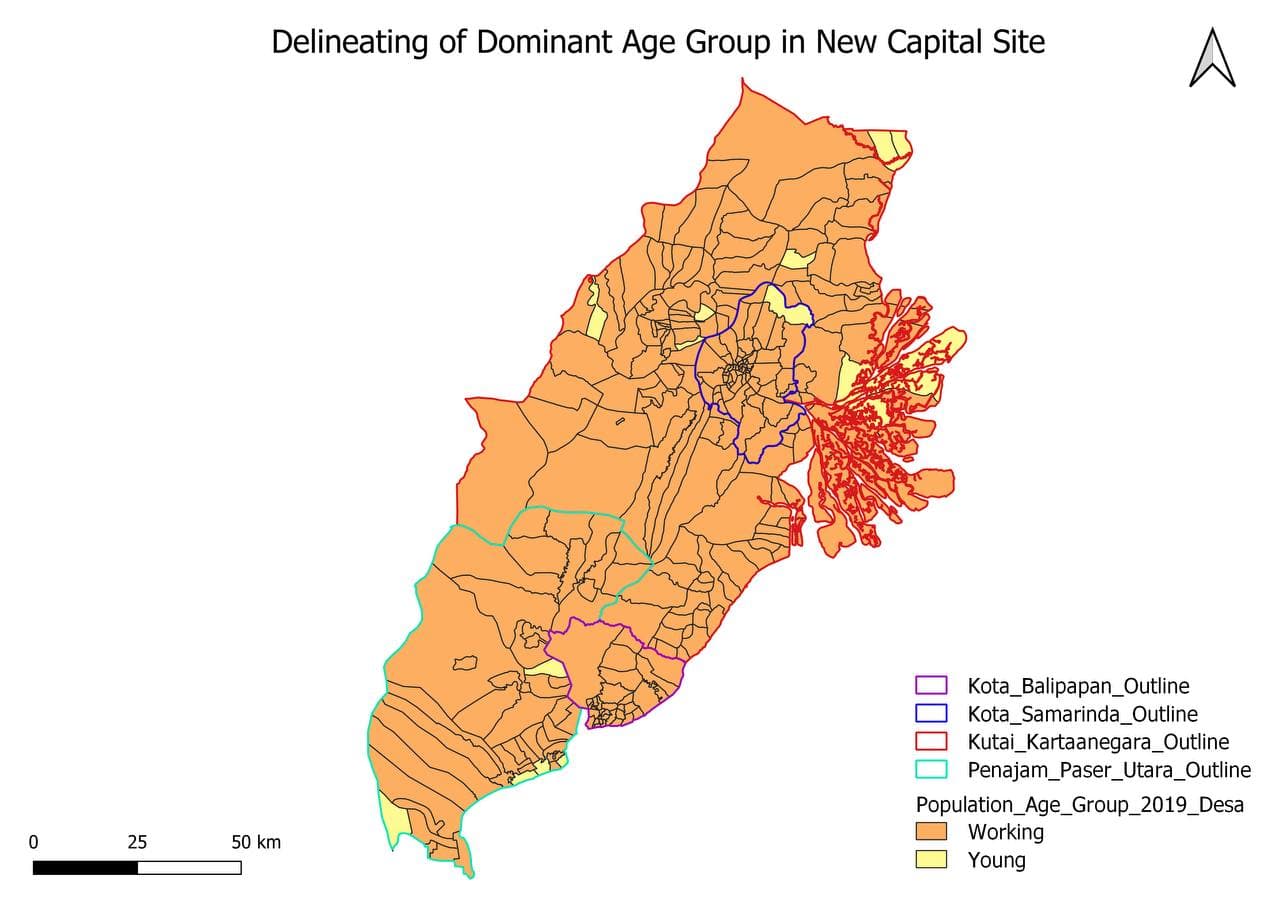 Delineating of Dominant Age Group in New Capital Site
Kota_Balipapan_Outline
Kota_Samarinda_Outline
Kutai_Kartaanegara_Outline
Penajam_Paser_Utara_Outline
Population_Age_Group_2019_Desa
Working
Young
0 25 50 km